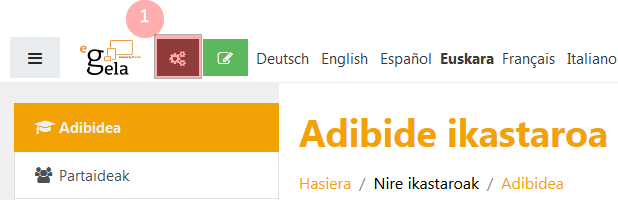 1
eGela
Deutsch English Español Euskara Français Italiano
Adibidea
Partaideak
Adibide ikastaroa
Hasiera / Nire ikastaroak / Adibidea